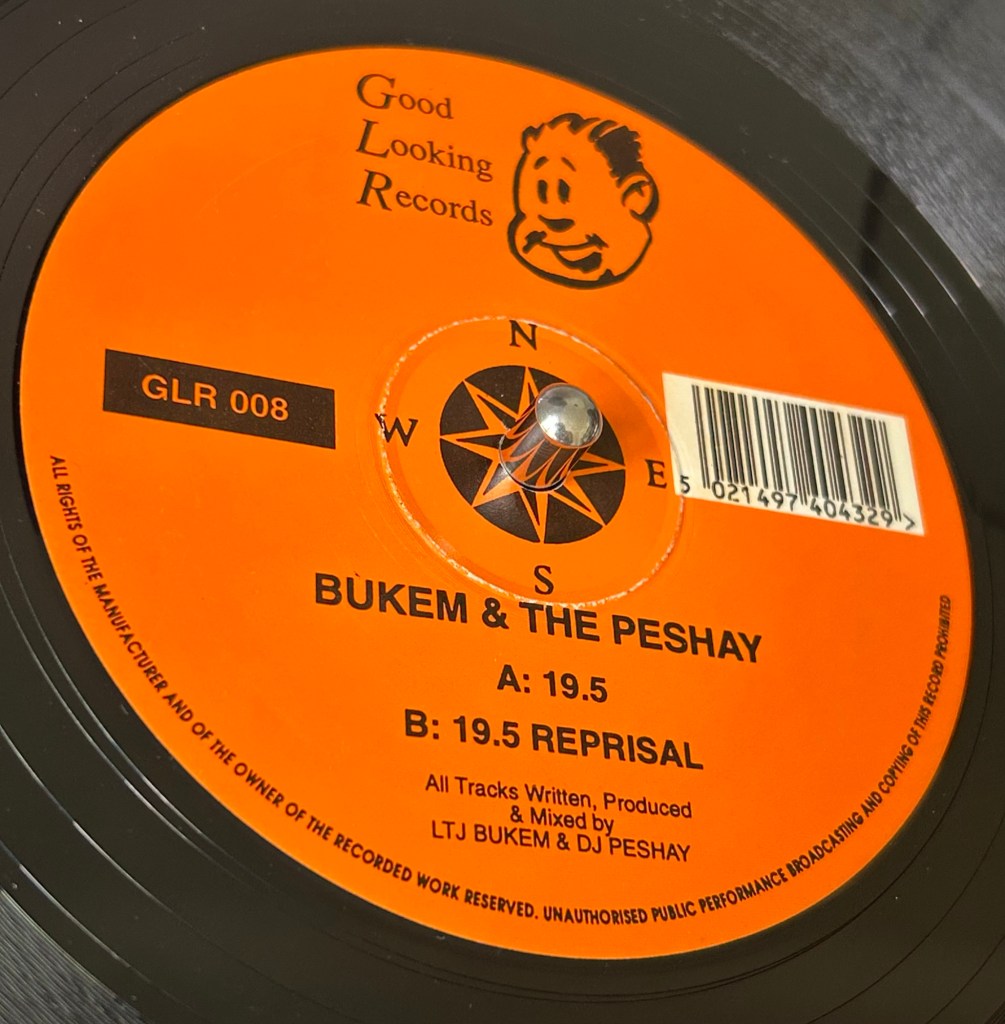 Good
Looking
Records
N
GLR 008
W
E
5 021497 404329 >
S
BUKEM & THE PESHAY
A: 19.5
B: 19.5 REPRISAL
All Tracks Written, Produced
& Mixed by
LTJ BUKEM & DJ PESHAY
ALL RIGHTS OF THE MANUFACTURER AND OF THE OWNER OF THE RECORDED WORK RESERVED. UNAUTHORISED PUBLIC PERFORMANCE BROADCASTING AND COPYING OF THIS RECORD PROHIBITED